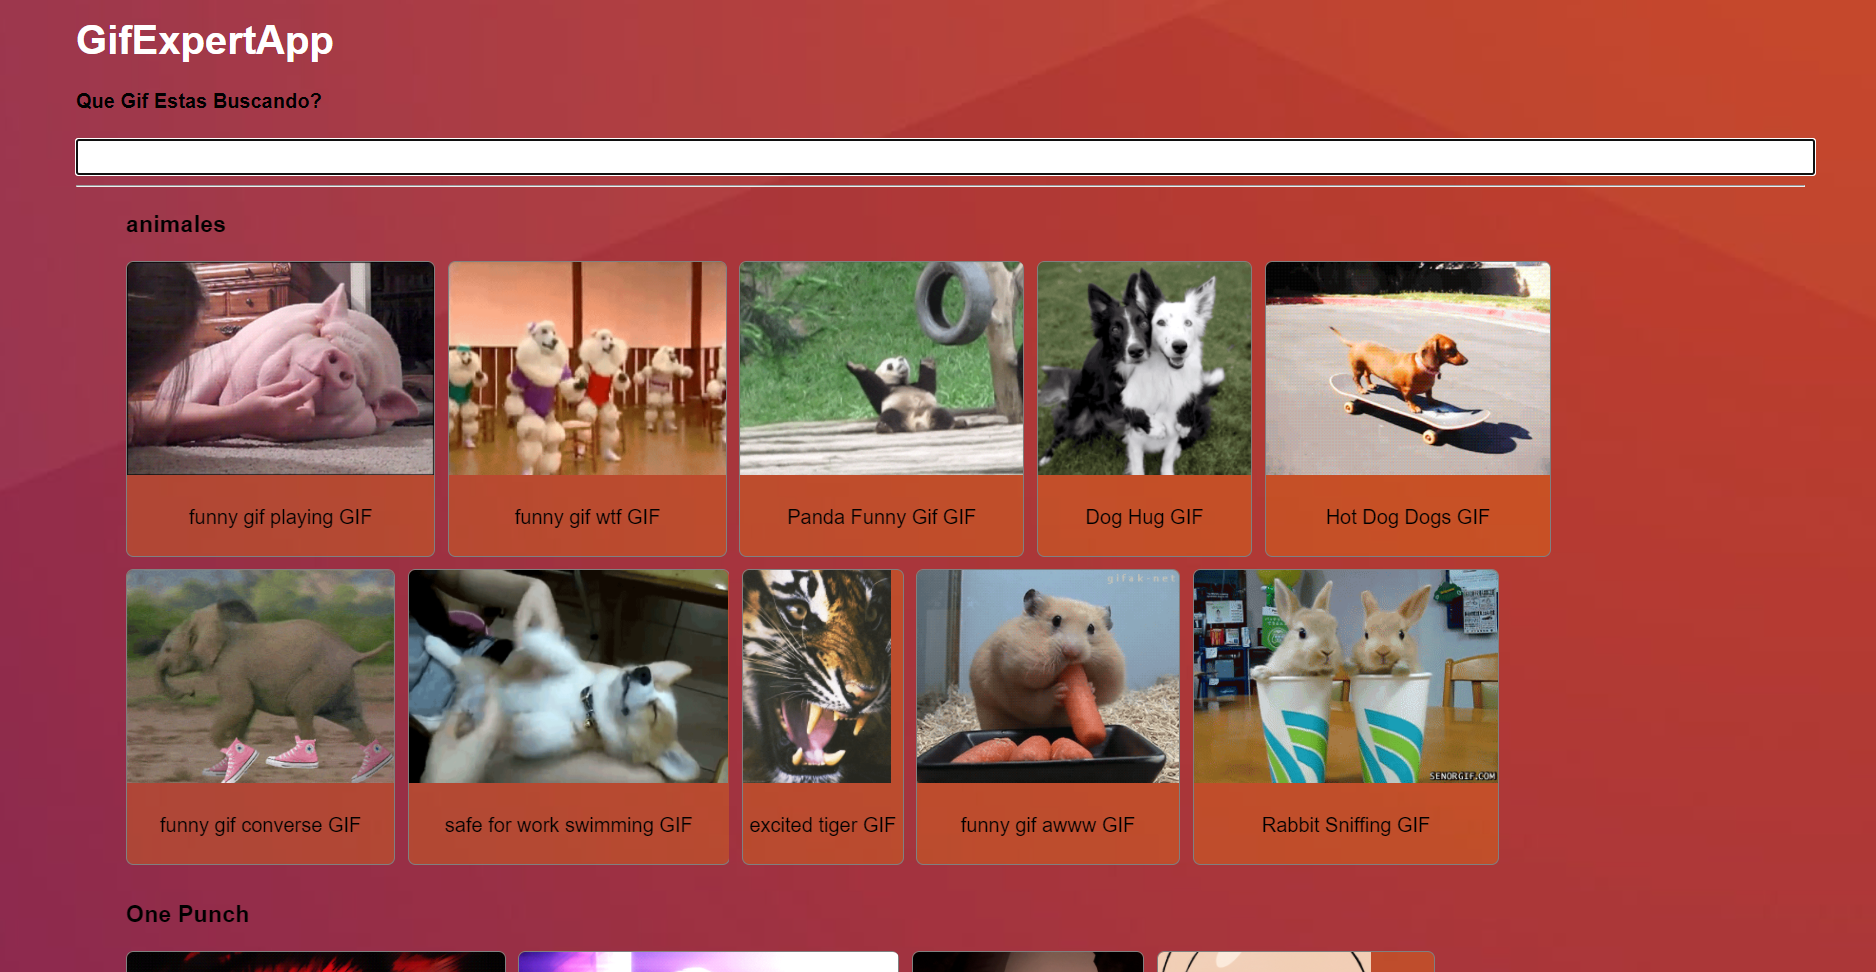 GifExpertApp
Que Gif Estas Buscando?
animales
funny gif playing GIF
funny gif wtf GIF
Panda Funny Gif GIF
Dog Hug GIF
Hot Dog Dogs GIF
gifak-net
SENORGIF.COM
funny gif converse GIF
safe for work swimming GIF
excited tiger GIF
funny gif awww GIF
Rabbit Sniffing GIF
One Punch